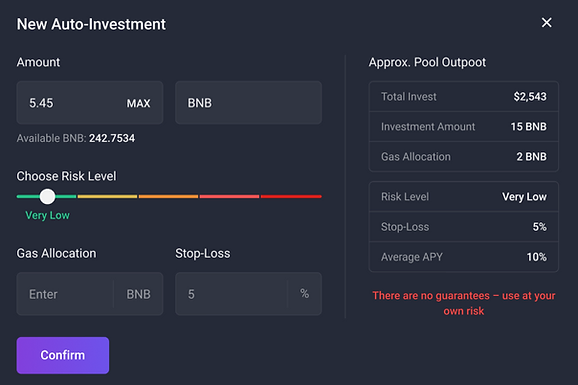 New Auto-Investment
Amount
5.45 MAX
BNB
Available BNB: 242.7534
Choose Risk Level
Very Low
Gas Allocation
Enter BNB
Stop-Loss
5 %
Confirm
Approx. Pool Outpoot
Total Invest $2,543
Investment Amount 15 BNB
Gas Allocation 2 BNB
Risk Level Very Low
Stop-Loss 5%
Average APY 10%
There are no guarantees – use at your
own risk